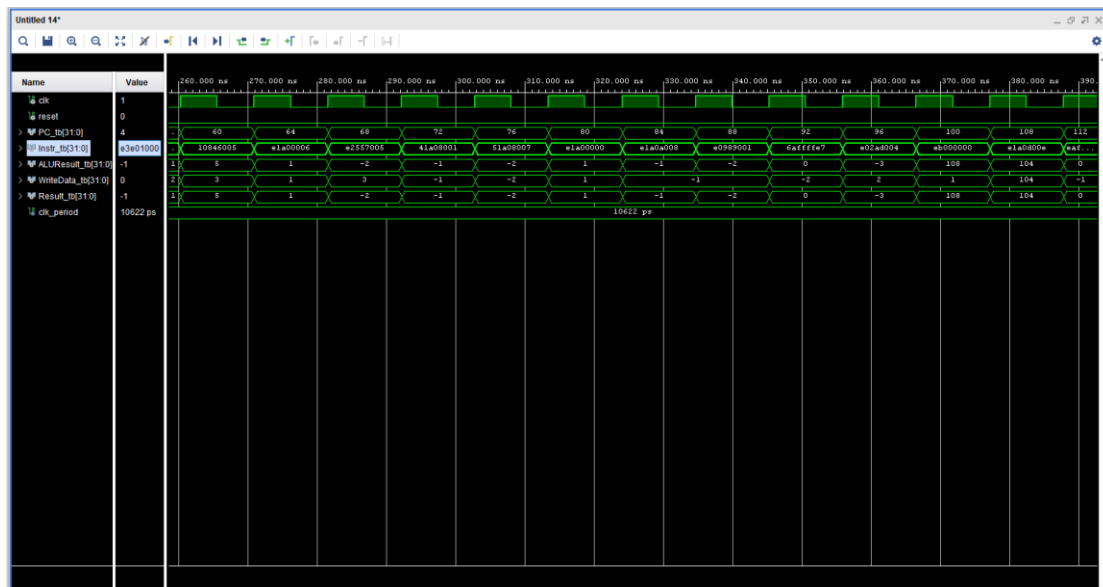 Untitled 14*
Name Value
260.000 ns 270.000 ns 280.000 ns 290.000 ns 300.000 ns 310.000 ns 320.000 ns 330.000 ns 340.000 ns 350.000 ns 360.000 ns 370.000 ns 380.000 ns 390.
clk 1
reset 0
PC_tb[31:0] 4 60 64 68 72 76 80 84 88 92 96 100 108 112
Instr_tb[31:0] e3e01000 10846005 e1a00006 e2557005 41a08001 51a08007 e1a00000 e1a0a008 e0989001 6affffe7 e02ad004 eb000000 e1a0d00e eaf...
ALUResult_tb[31:0] -1 1 5 1 -2 -1 -2 1 -1 -2 0 -3 108 104 0
WriteData_tb[31:0] 0 2 3 1 3 -1 -2 1 -1 -2 2 1 104 -1
Result_tb[31:0] -1 1 5 1 -2 -1 -2 1 -1 -2 0 -3 108 104 0
clk_period 10622 ps 10622 ps